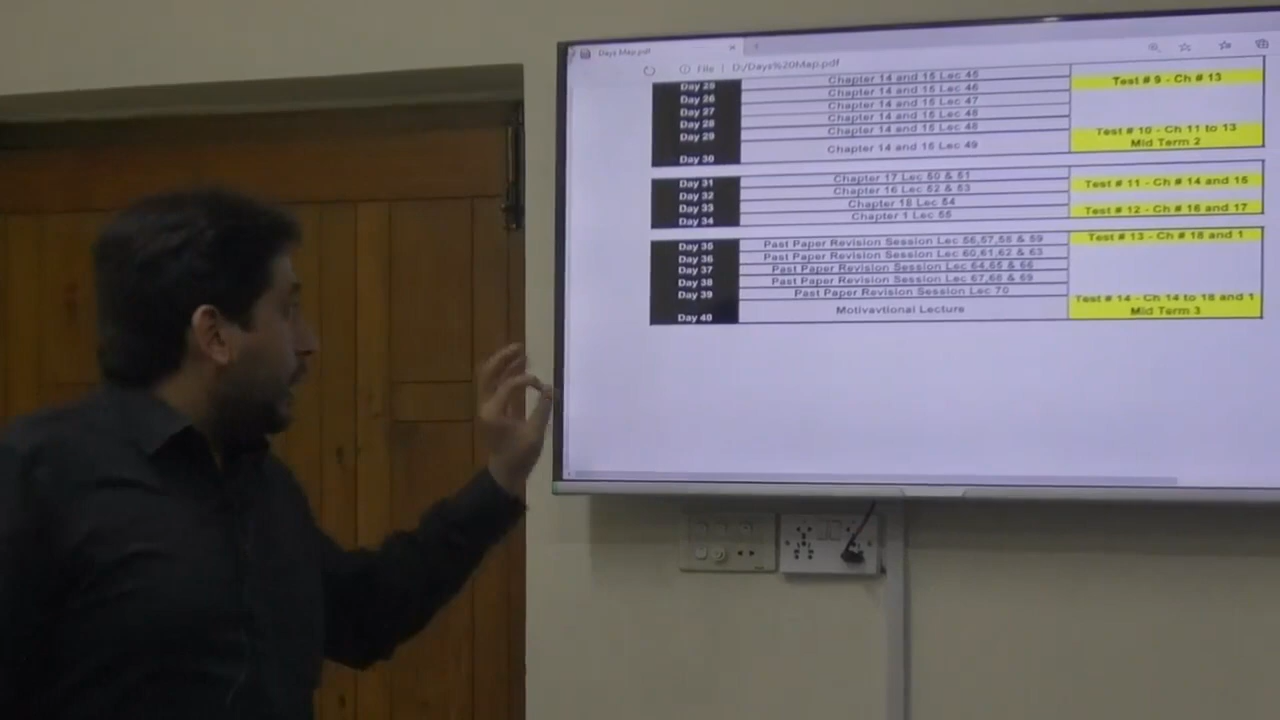 Days Map.pdf
File | D:/Days%20Map.pdf
Day 25 Chapter 14 and 15 Lec 45 Test # 9 - Ch # 13
Day 26 Chapter 14 and 15 Lec 46
Day 27 Chapter 14 and 15 Lec 47
Day 28 Chapter 14 and 15 Lec 48
Day 29 Chapter 14 and 15 Lec 48 Test # 10 - Ch 11 to 13
Mid Term 2
Day 30 Chapter 14 and 15 Lec 49
Day 31 Chapter 17 Lec 50 & 51 Test # 11 - Ch # 14 and 15
Day 32 Chapter 16 Lec 52 & 53
Day 33 Chapter 18 Lec 54 Test # 12 - Ch # 16 and 17
Day 34 Chapter 1 Lec 55
Day 35 Past Paper Revision Session Lec 56,57,58 & 59 Test # 13 - Ch # 18 and 1
Day 36 Past Paper Revision Session Lec 60,61,62 & 63
Day 37 Past Paper Revision Session Lec 64,65 & 66
Day 38 Past Paper Revision Session Lec 67,68 & 69
Day 39 Past Paper Revision Session Lec 70 Test # 14 - Ch 14 to 18 and 1
Day 40 Motivavtional Lecture Mid Term 3